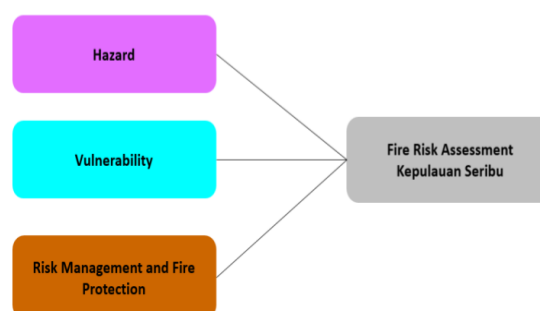 Hazard
Vulnerability
Risk Management and Fire
Protection
Fire Risk Assessment
Kepulauan Seribu